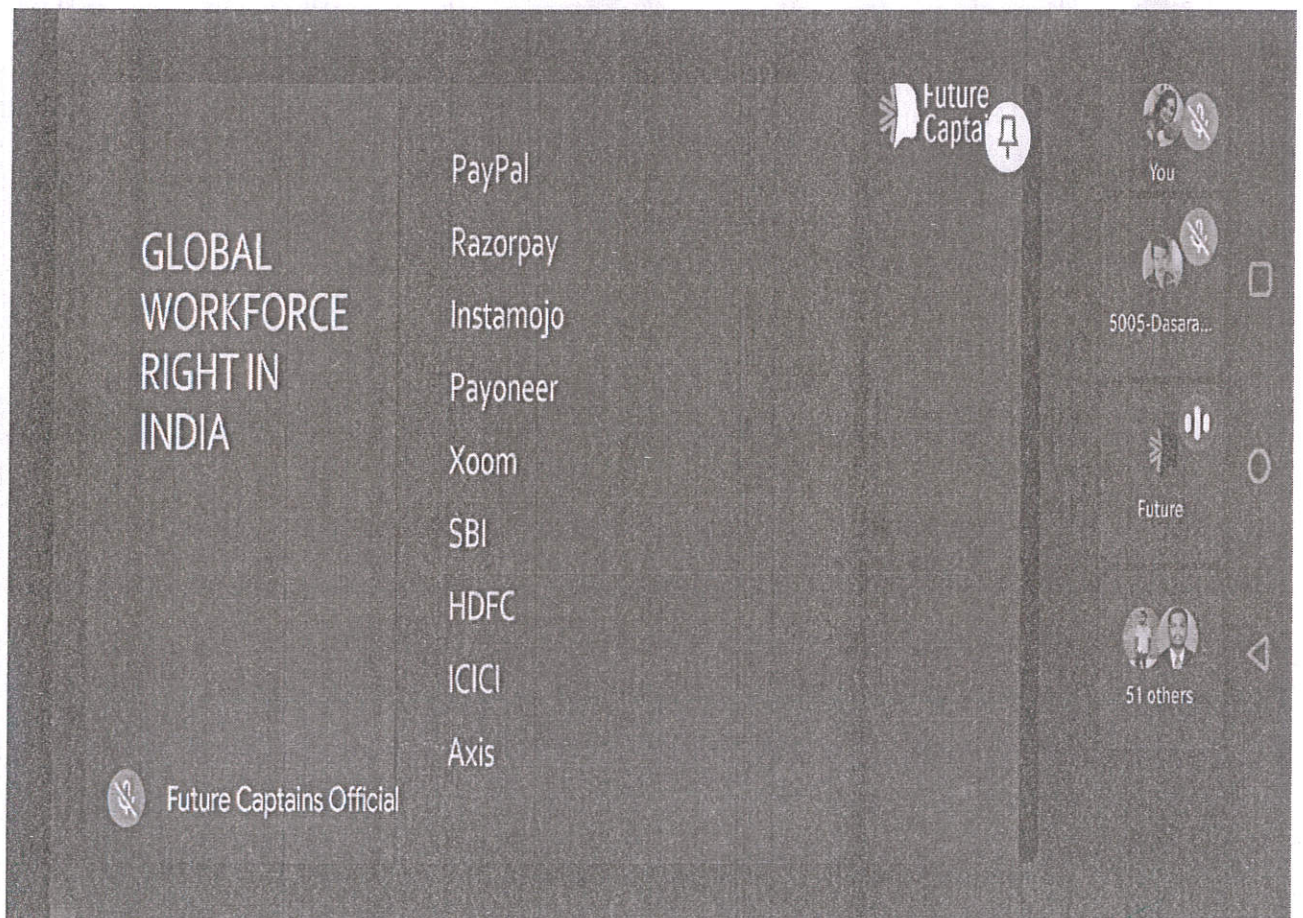 GLOBAL
WORKFORCE
RIGHT IN
INDIA
PayPal
Razorpay
Instamojo
Payoneer
Xoom
SBI
HDFC
ICICI
Axis
Future
Captai
Future Captains Official
You
5005-Dasara...
Future
51 others